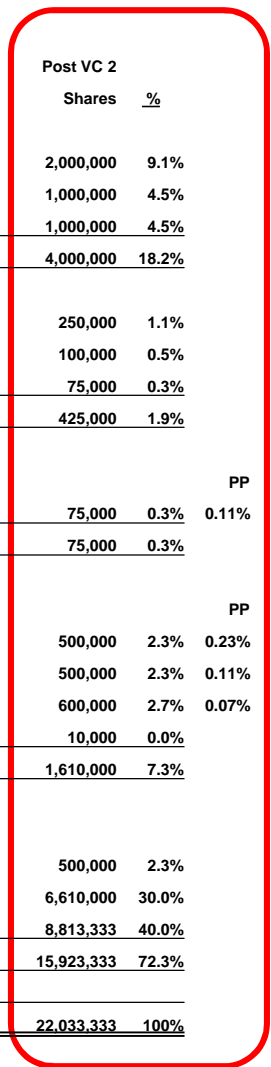 Post VC 2
Shares %
2,000,000 9.1%
1,000,000 4.5%
1,000,000 4.5%
4,000,000 18.2%
250,000 1.1%
100,000 0.5%
75,000 0.3%
425,000 1.9%
PP
75,000 0.3% 0.11%
75,000 0.3%
PP
500,000 2.3% 0.23%
500,000 2.3% 0.11%
600,000 2.7% 0.07%
10,000 0.0%
1,610,000 7.3%
500,000 2.3%
6,610,000 30.0%
8,813,333 40.0%
15,923,333 72.3%
22,033,333 100%